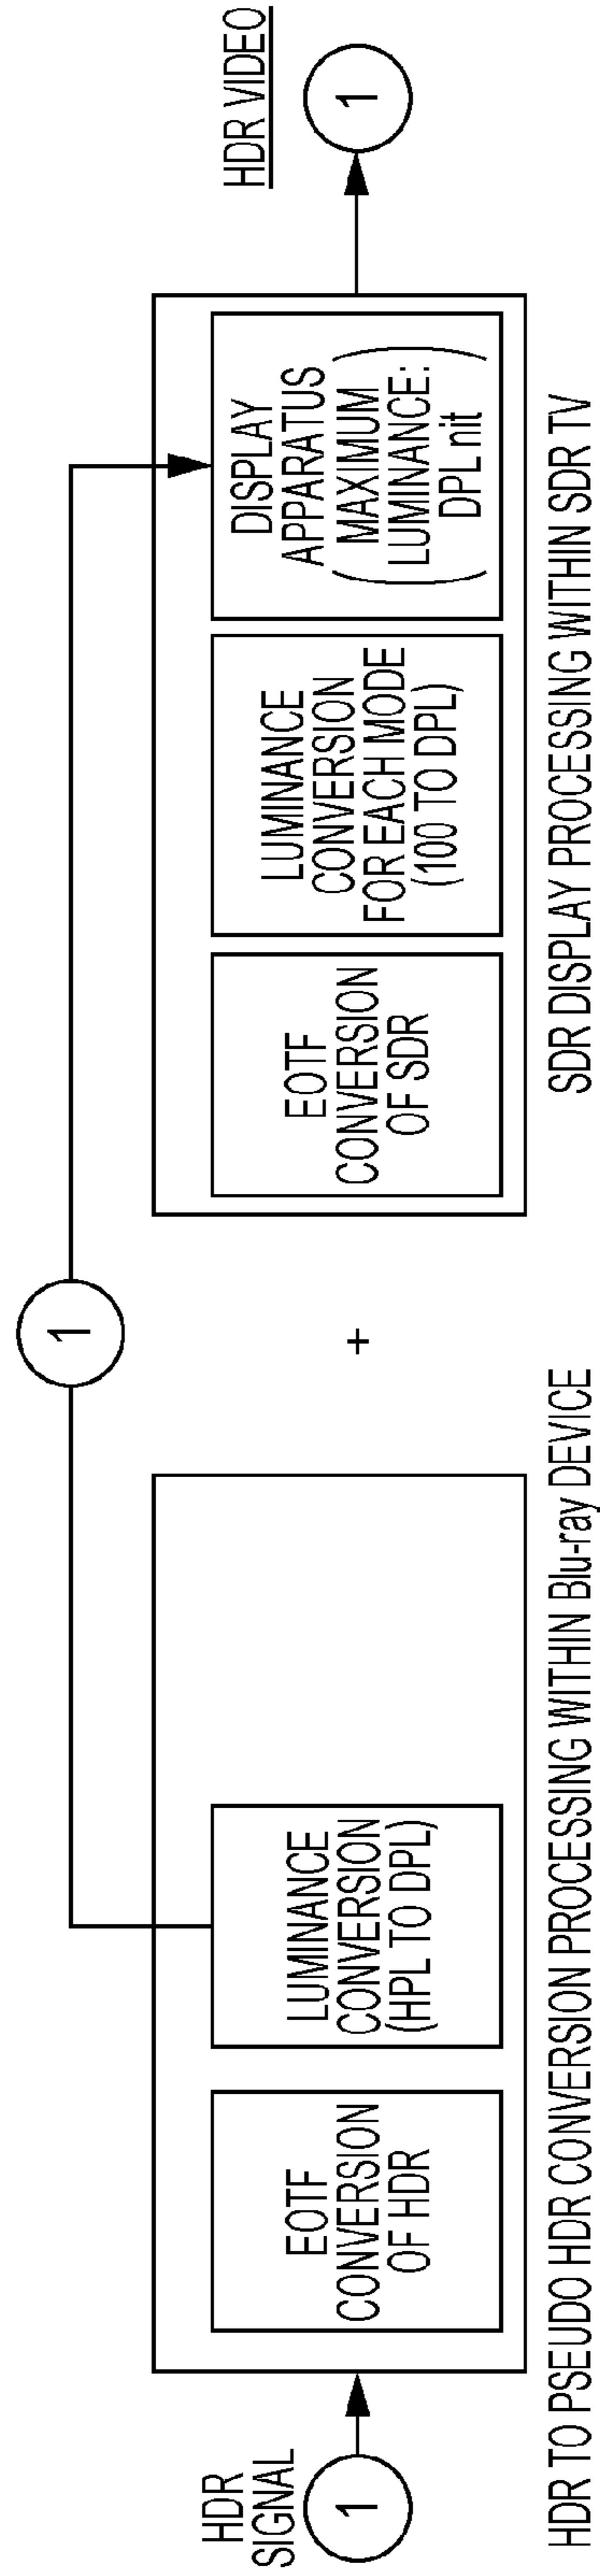 1
HDR
SIGNAL
1
EOTF
CONVERSION
OF HDR
LUMINANCE
CONVERSION
(HPL TO DPL)
HDR TO PSEUDO HDR CONVERSION PROCESSING WITHIN Blu-ray DEVICE
+
EOTF
CONVERSION
OF SDR
LUMINANCE
CONVERSION
FOR EACH MODE
(100 TO DPL)
DISPLAY
APPARATUS
(MAXIMUM
LUMINANCE:
DPL nit)
SDR DISPLAY PROCESSING WITHIN SDR TV
HDR VIDEO
1